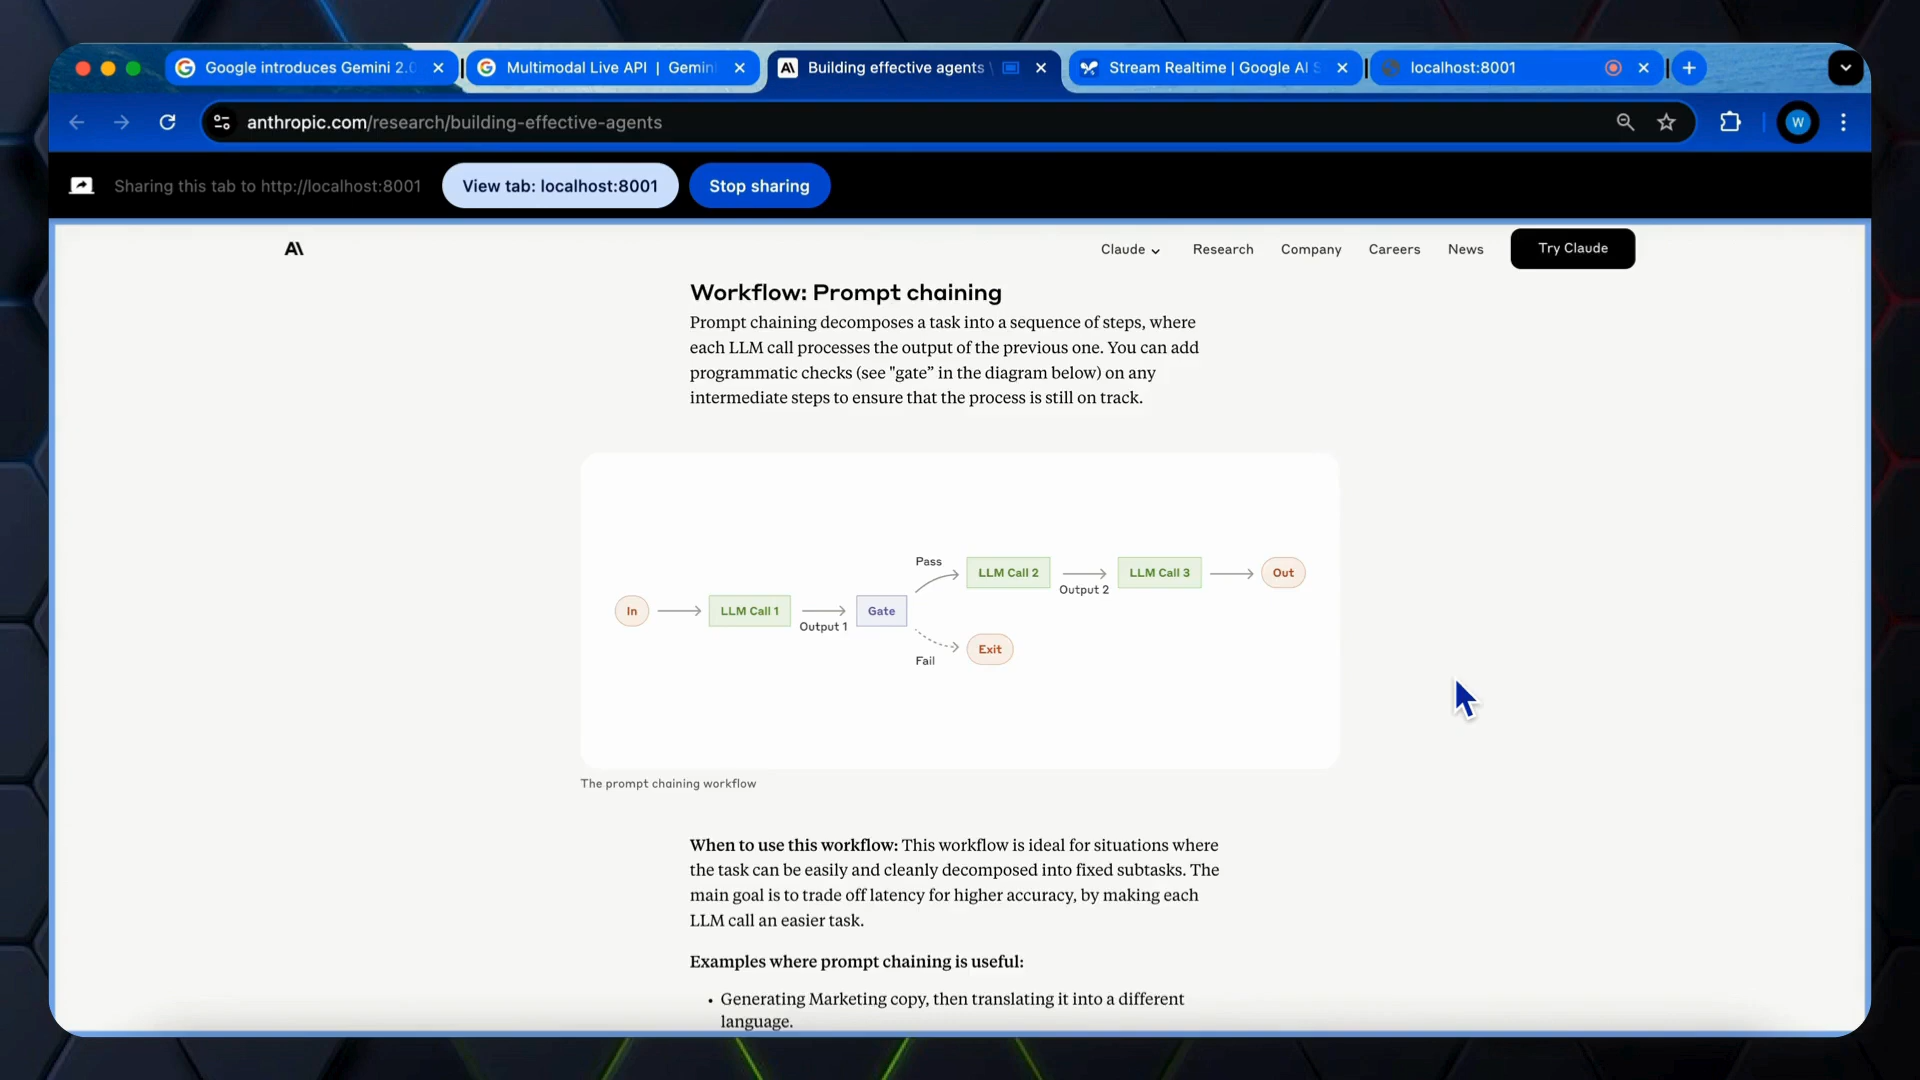 Google introduces Gemini 2.0
Multimodal Live API | Gemini
Building effective agents \
Stream Realtime | Google AI S
localhost:8001
anthropic.com/research/building-effective-agents
W
Sharing this tab to http://localhost:8001
View tab: localhost:8001
Stop sharing
Claude
Research
Company
Careers
News
Try Claude
Workflow: Prompt chaining
Prompt chaining decomposes a task into a sequence of steps, where
each LLM call processes the output of the previous one. You can add
programmatic checks (see "gate” in the diagram below) on any
intermediate steps to ensure that the process is still on track.
In
LLM Call 1
Output 1
Gate
Pass
Fail
LLM Call 2
Output 2
LLM Call 3
Out
Exit
The prompt chaining workflow
When to use this workflow: This workflow is ideal for situations where
the task can be easily and cleanly decomposed into fixed subtasks. The
main goal is to trade off latency for higher accuracy, by making each
LLM call an easier task.
Examples where prompt chaining is useful:
• Generating Marketing copy, then translating it into a different
language.